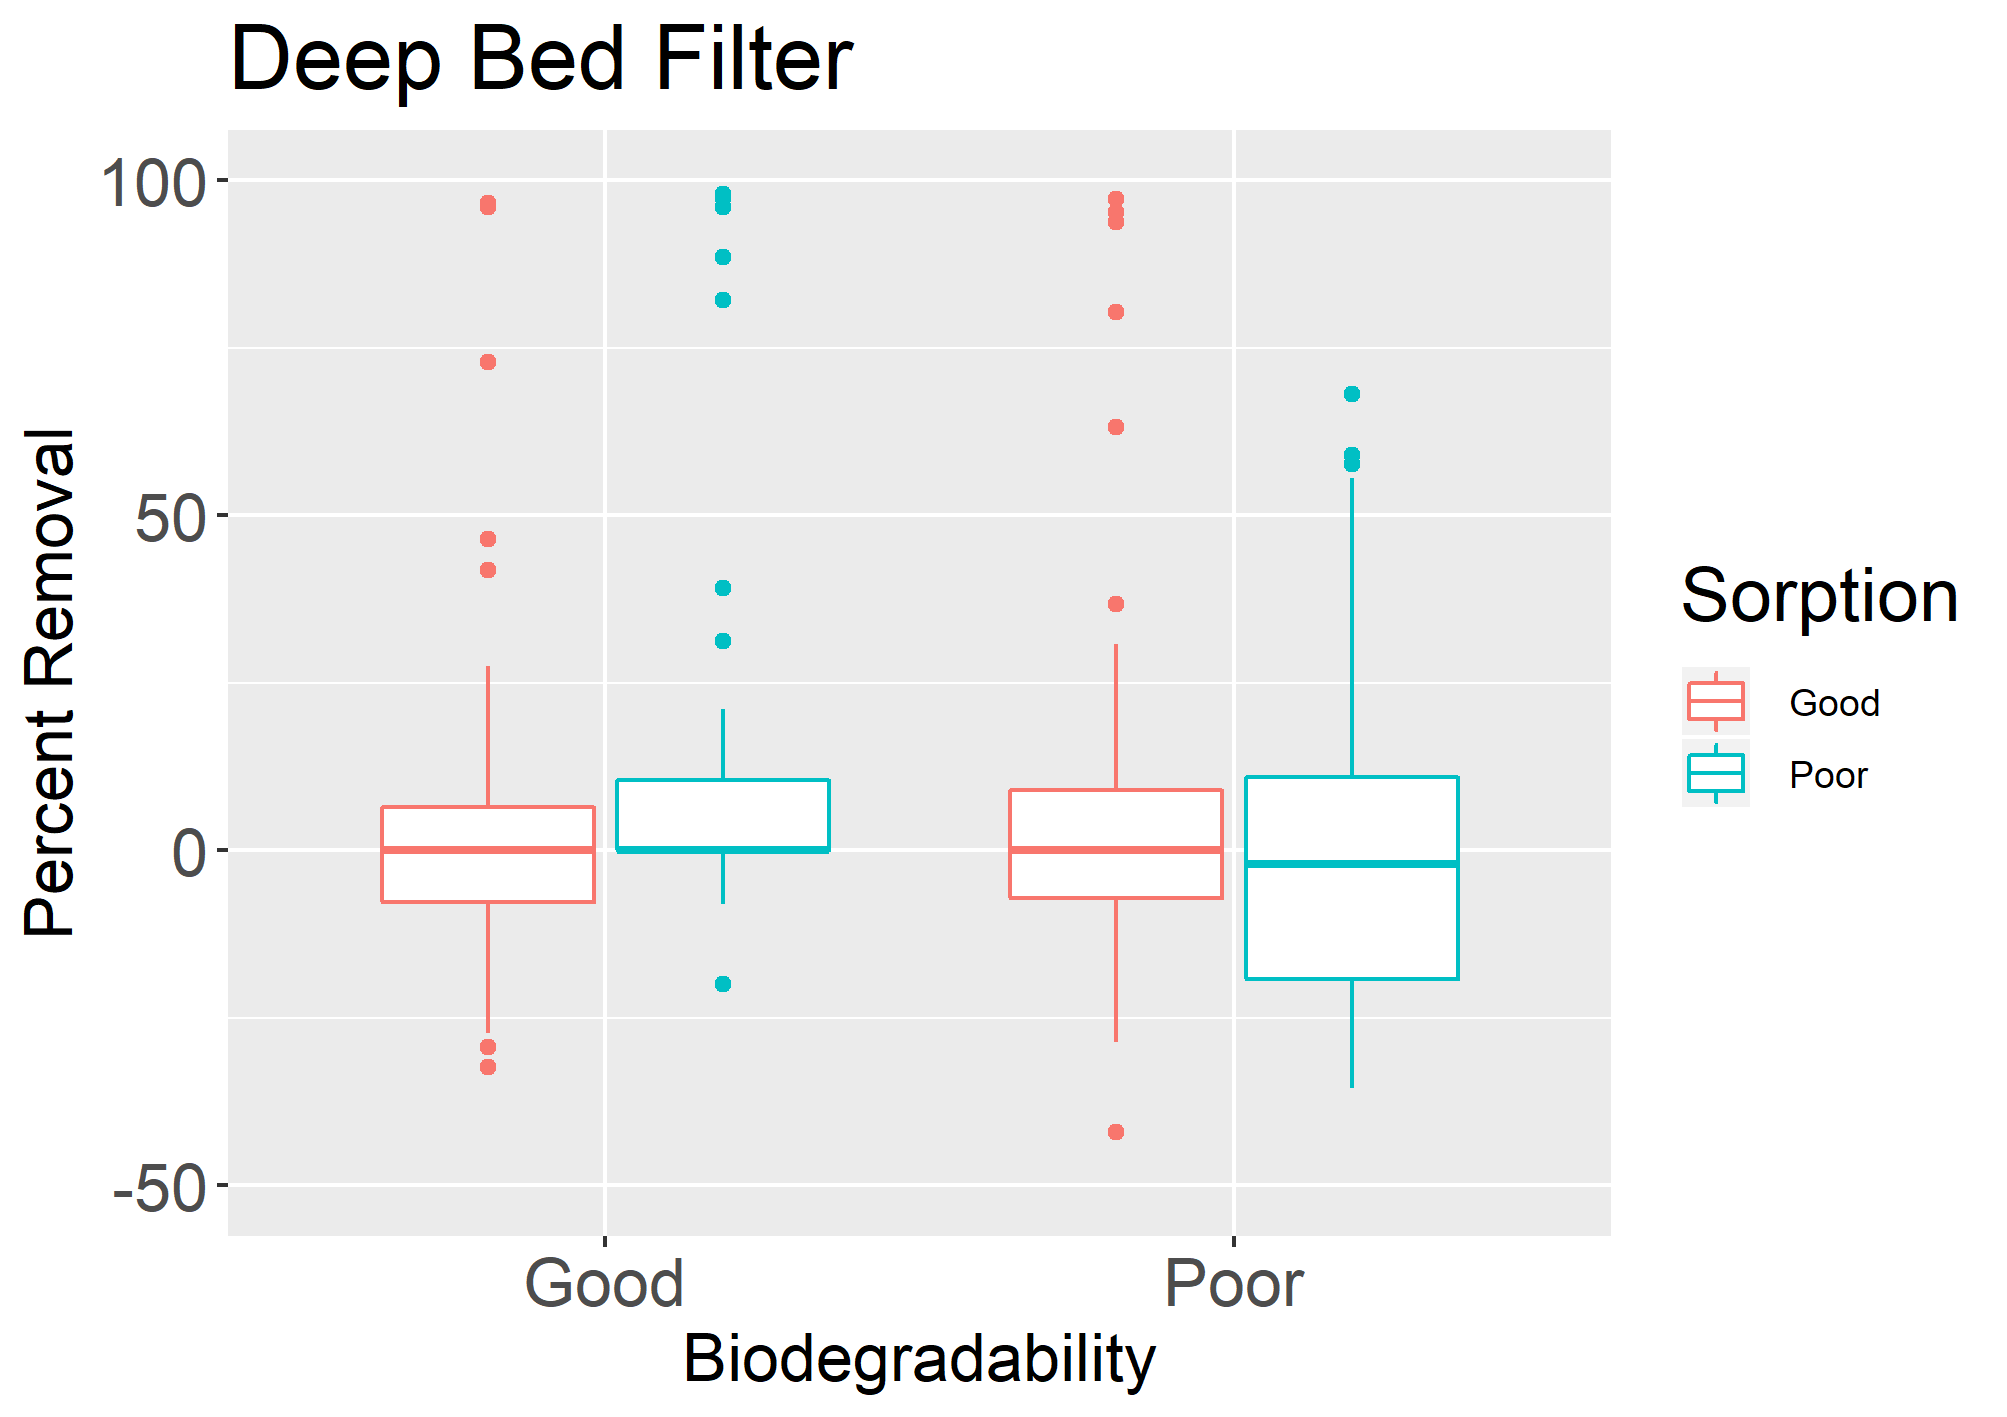 Deep Bed Filter
100
50
0
-50
Percent Removal
Good
Poor
Biodegradability
Sorption
Good
Poor